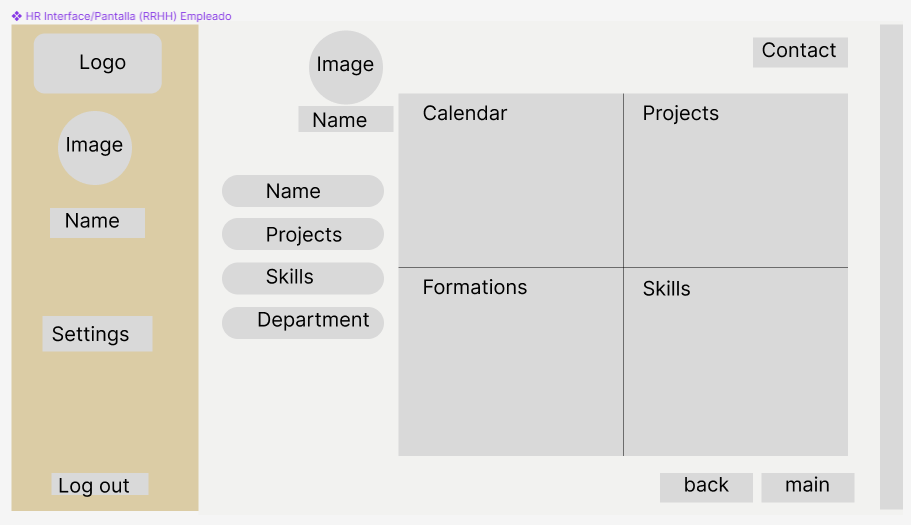 HR Interface/Pantalla (RRHH) Empleado
Logo
Image
Name
Settings
Log out
Image
Name
Name
Projects
Skills
Department
Contact
Calendar
Projects
Formations
Skills
back
main